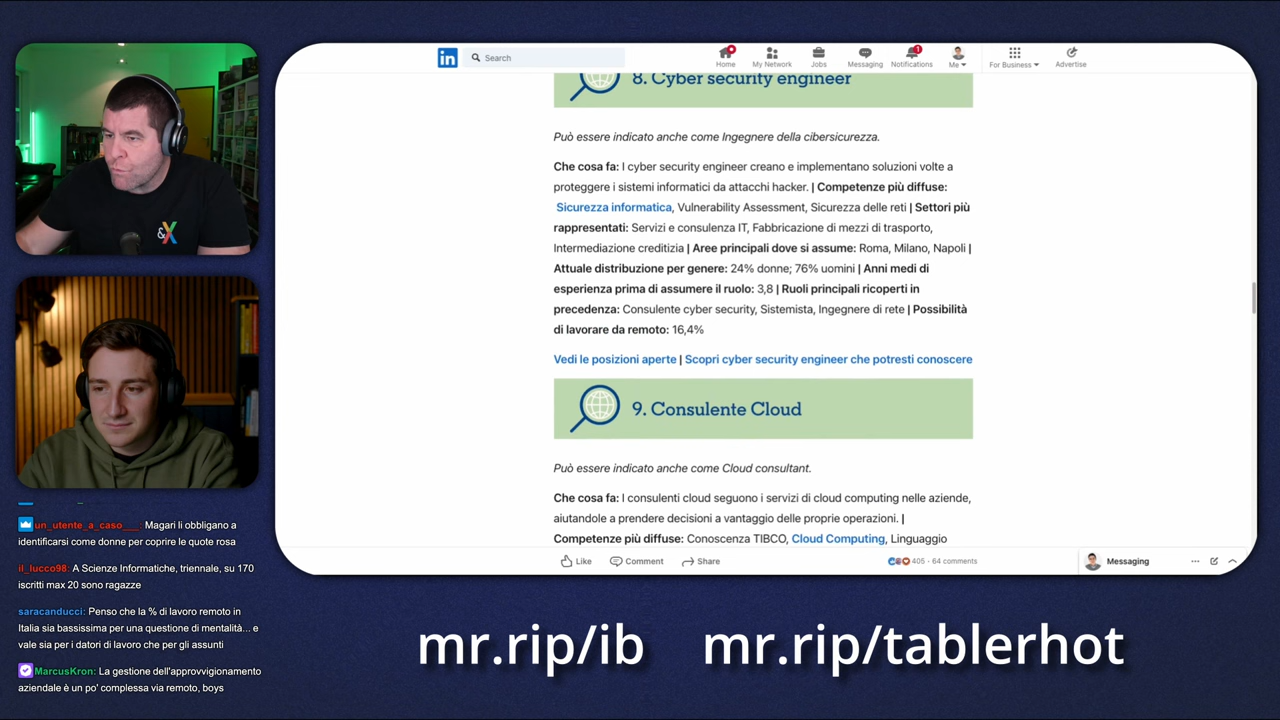 in
Search
1
Home
My Network
Jobs
Messaging
Notifications
Me
For Business
Advertise
8. Cyber security engineer
Può essere indicato anche come Ingegnere della cibersicurezza.
Che cosa fa: I cyber security engineer creano e implementano soluzioni volte a
proteggere i sistemi informatici da attacchi hacker. | Competenze più diffuse:
Sicurezza informatica, Vulnerability Assessment, Sicurezza delle reti | Settori più
rappresentati: Servizi e consulenza IT, Fabbricazione di mezzi di trasporto,
Intermediazione creditizia | Aree principali dove si assume: Roma, Milano, Napoli |
Attuale distribuzione per genere: 24% donne; 76% uomini | Anni medi di
esperienza prima di assumere il ruolo: 3,8 | Ruoli principali ricoperti in
precedenza: Consulente cyber security, Sistemista, Ingegnere di rete | Possibilità
di lavorare da remoto: 16,4%
Vedi le posizioni aperte | Scopri cyber security engineer che potresti conoscere
9. Consulente Cloud
Può essere indicato anche come Cloud consultant.
Che cosa fa: I consulenti cloud seguono i servizi di cloud computing nelle aziende,
aiutandole a prendere decisioni a vantaggio delle proprie operazioni. |
Competenze più diffuse: Conoscenza TIBCO, Cloud Computing, Linguaggio
Like
Comment
Share
405 · 64 comments
Messaging
&X
un_utente_a_caso___: Magari li obbligano a
identificarsi come donne per coprire le quote rosa
il_lucco98: A Scienze Informatiche, triennale, su 170
iscritti max 20 sono ragazze
saracanducci: Penso che la % di lavoro remoto in
Italia sia bassissima per una questione di mentalità... e
vale sia per i datori di lavoro che per gli assunti
MarcusKron: La gestione dell'approvvigionamento
aziendale è un po' complessa via remoto, boys
mr.rip/ib
mr.rip/tablerhot